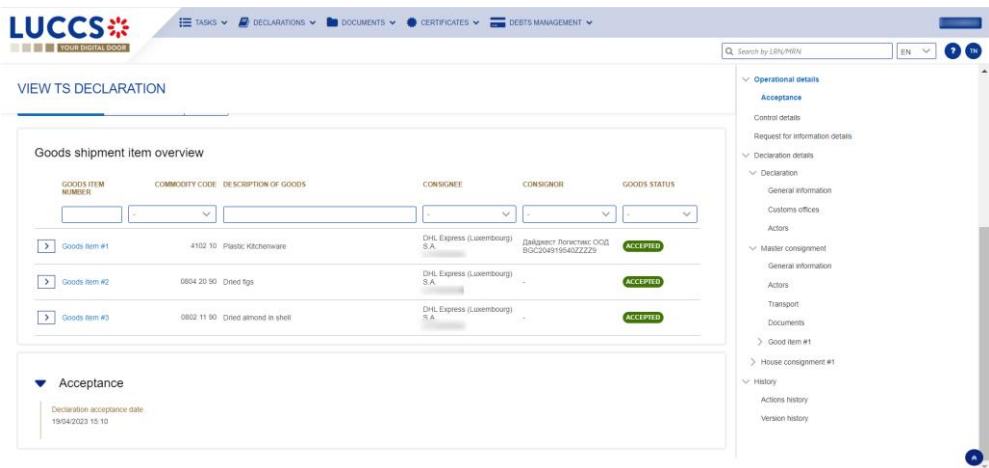 LUCCS
YOUR DIGITAL DOOR
TASKS DECLARATIONS DOCUMENTS CERTIFICATES DEBTS MANAGEMENT
Search by LRN/MRN EN ? TN
VIEW TS DECLARATION
Goods shipment item overview
GOODS ITEM NUMBER COMMODITY CODE DESCRIPTION OF GOODS CONSIGNEE CONSIGNOR GOODS STATUS
- - - -
Goods item #1 4102 10 Plastic Kitchenware DHL Express (Luxembourg) S.A. Дайджест Логистикс ООД BGC204919540ZZZZ9 ACCEPTED
Goods item #2 0804 20 90 Dried figs DHL Express (Luxembourg) S.A. - ACCEPTED
Goods item #3 0802 11 90 Dried almond in shell DHL Express (Luxembourg) S.A. - ACCEPTED
Acceptance
Declaration acceptance date
19/04/2023 15:10
Operational details
Acceptance
Control details
Request for information details
Declaration details
Declaration
General information
Customs offices
Actors
Master consignment
General information
Actors
Transport
Documents
Good item #1
House consignment #1
History
Actions history
Version history